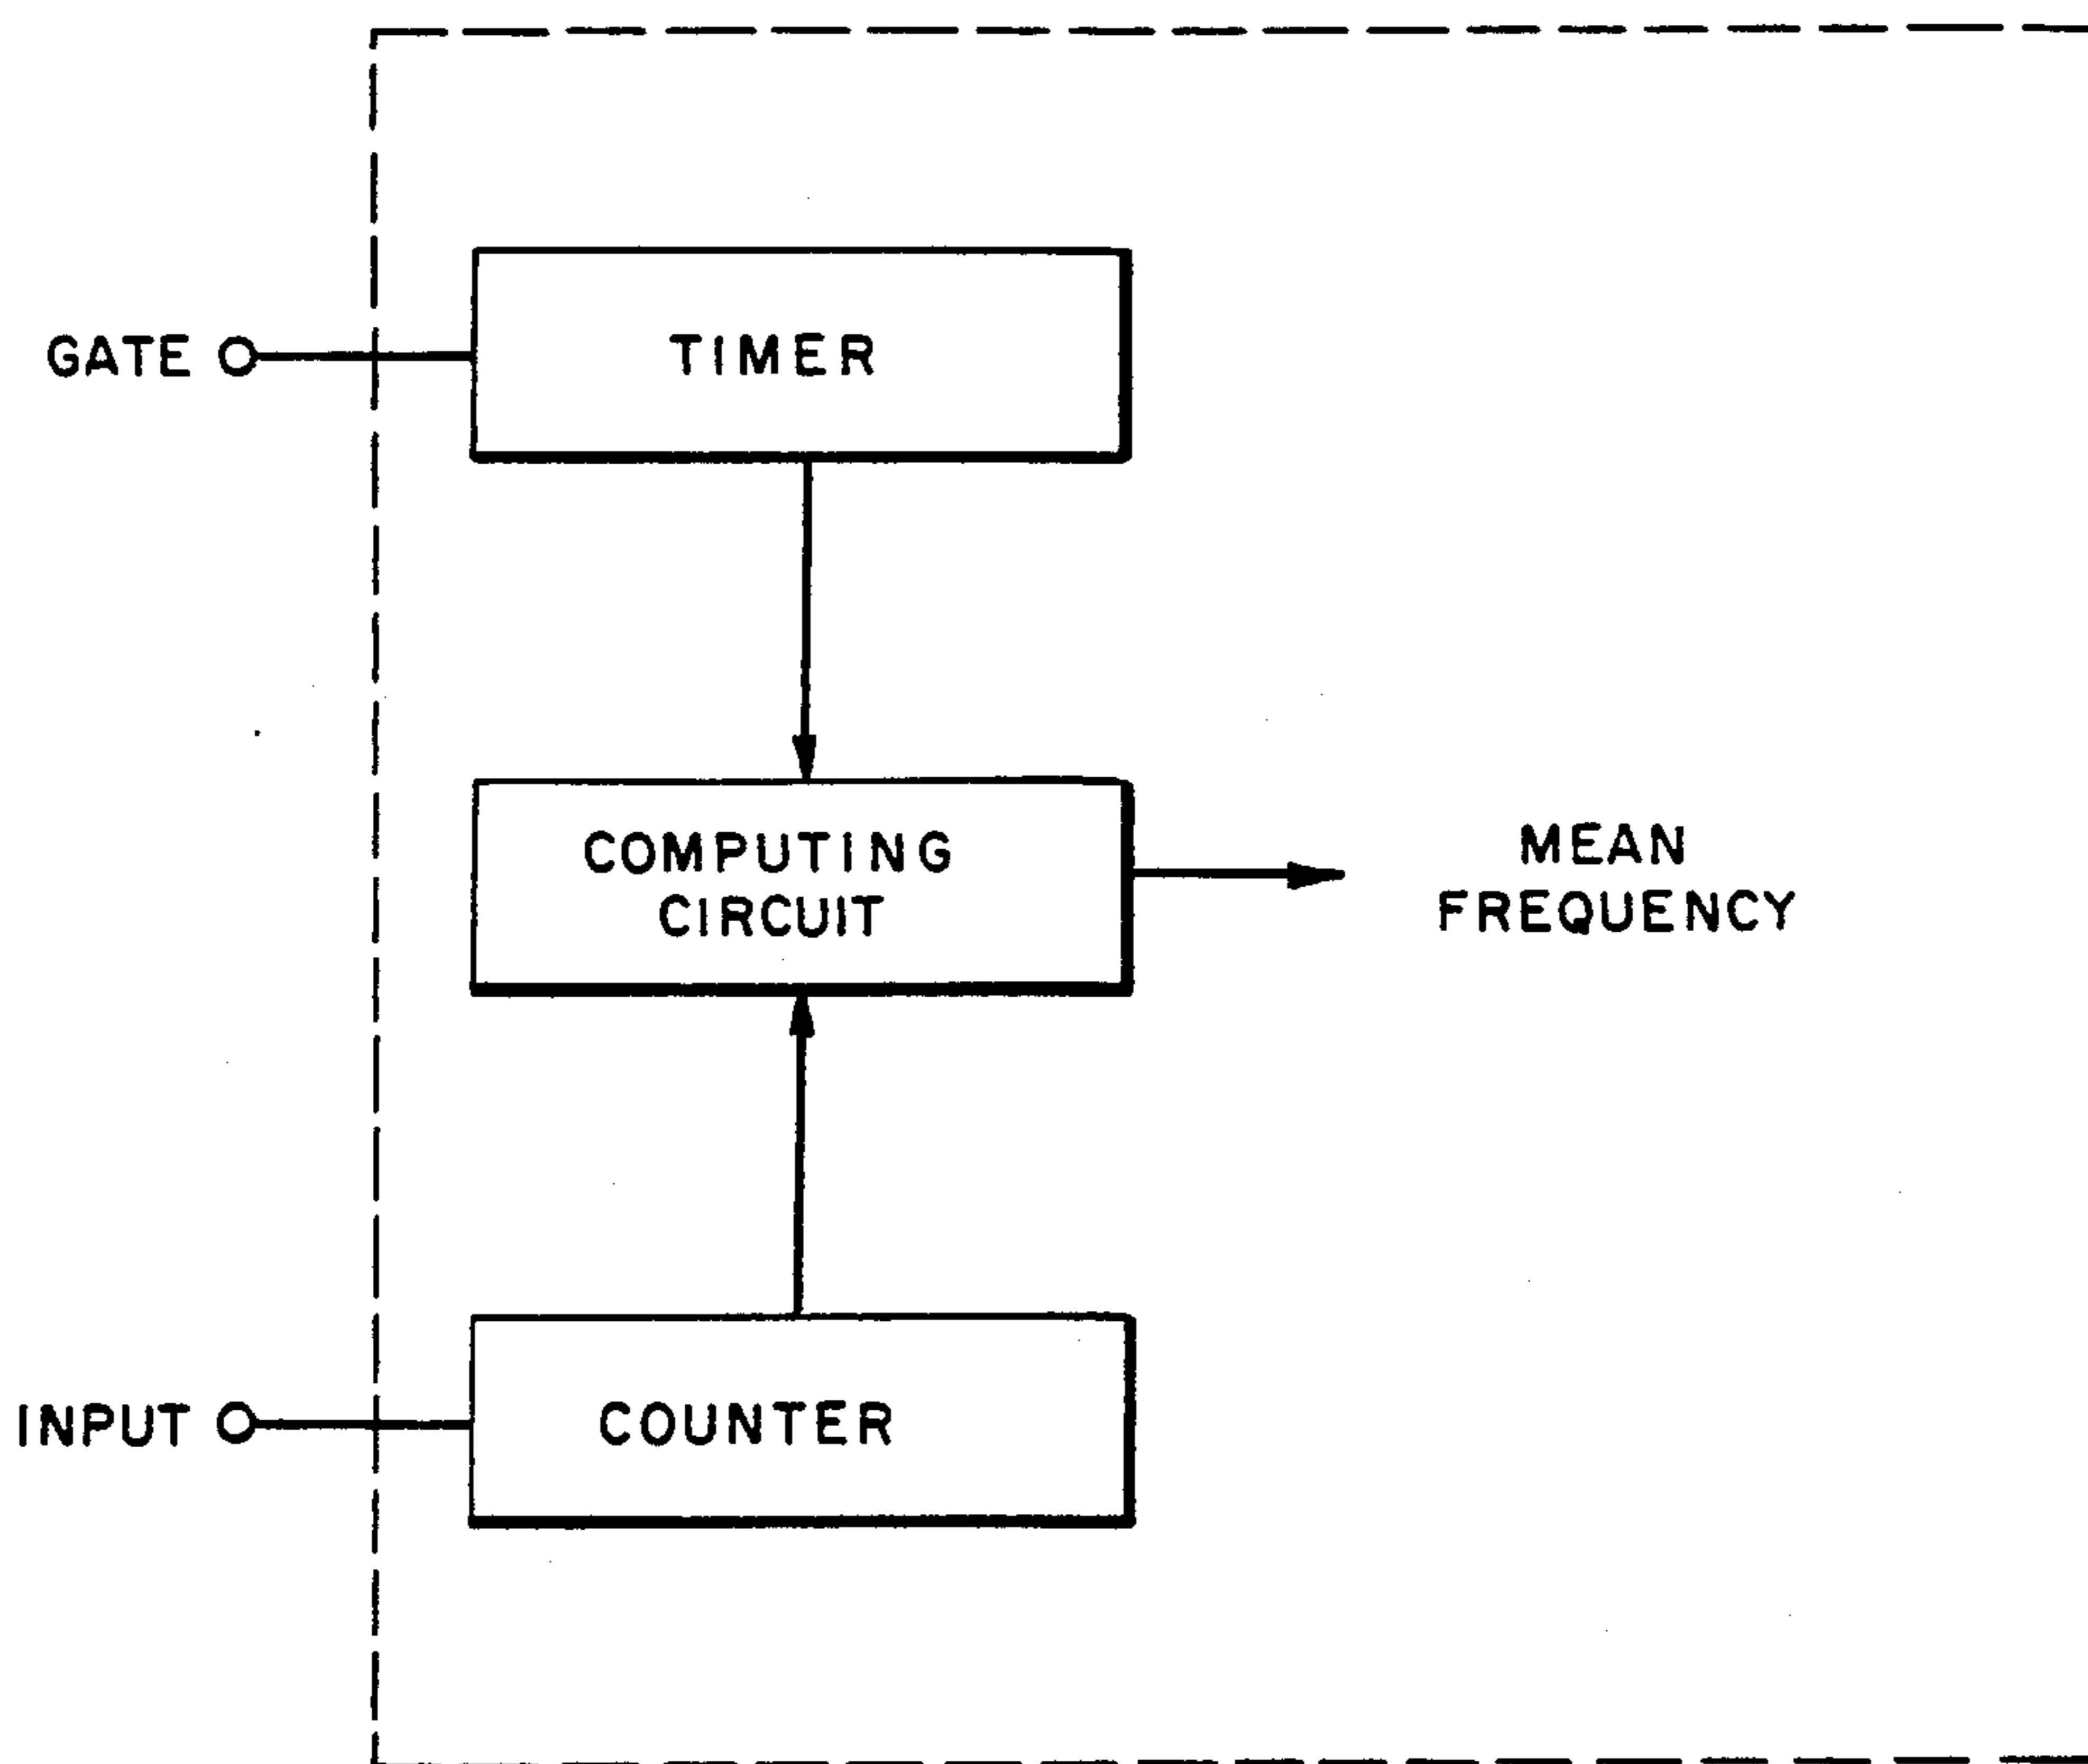 GATE
TIMER
COMPUTING
CIRCUIT
MEAN
FREQUENCY
INPUT
COUNTER